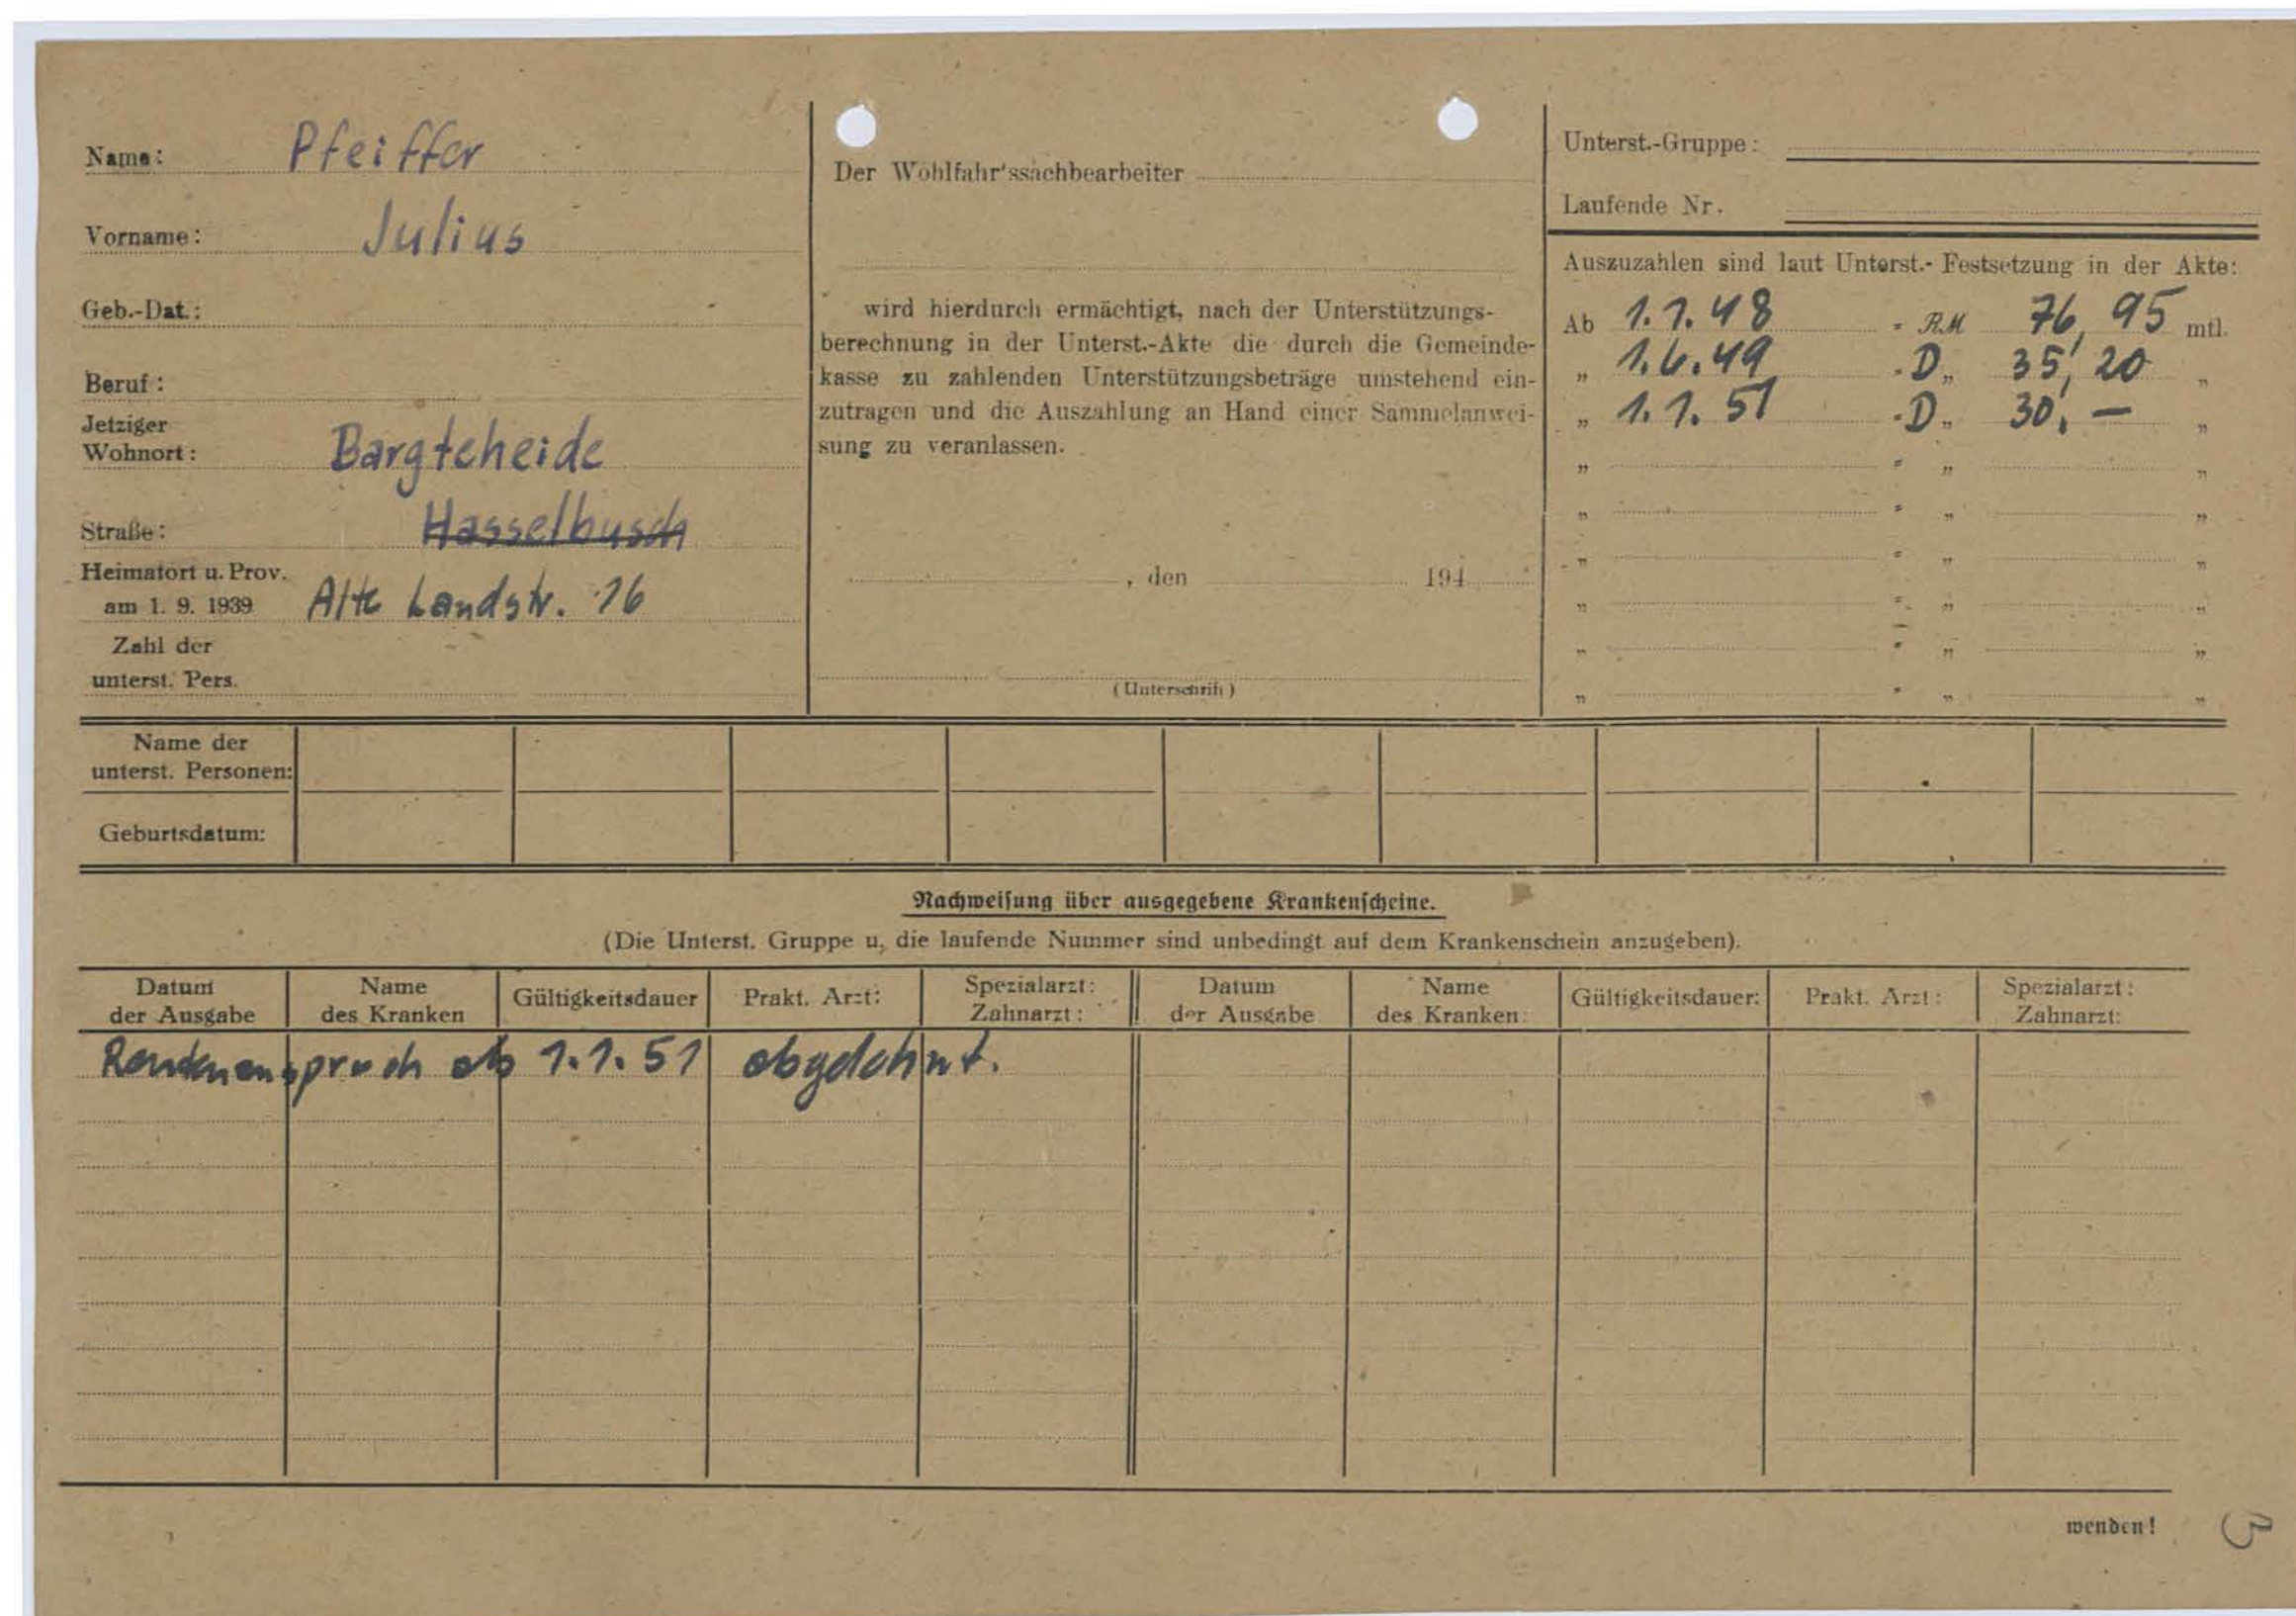 Name: Pfeiffer
Vorname: Julius
Geb.-Dat.:
Beruf:
Jetziger
Wohnort: Bargteheide
Straße: Hasselbusch
Heimatort u. Prov.
am 1. 9. 1939 Alte Landstr. 16
Zahl der
unterst. Pers.
Der Wohlfahr'ssachbearbeiter
wird hierdurch ermächtigt, nach der Unterstützungs-
berechnung in der Unterst.-Akte die durch die Gemeinde-
kasse zu zahlenden Unterstützungsbeträge umstehend ein-
zutragen und die Auszahlung an Hand einer Sammelanwei-
sung zu veranlassen.
, den 194
(Unterschrift)
Unterst.-Gruppe:
Laufende Nr.
Auszuzahlen sind laut Unterst.- Festsetzung in der Akte:
Ab 1.1.48 = RM 76,95 mtl.
„ 1.6.49 = D „ 35,20 „
„ 1.1.51 = D „ 30,— „
„ = „ „
„ = „ „
„ = „ „
„ = „ „
„ = „ „
„ = „ „
Name der
unterst. Personen:
Geburtsdatum:
Nachweisung über ausgegebene Krankenscheine.
(Die Unterst. Gruppe u. die laufende Nummer sind unbedingt auf dem Krankenschein anzugeben).
Datum Name Gültigkeitsdauer Prakt. Arzt: Spezialarzt: Datum Name Gültigkeitsdauer: Prakt. Arzt: Spezialarzt:
der Ausgabe des Kranken Zahnarzt: der Ausgabe des Kranken: Zahnarzt:
Rentenanspruch ab 1.1.51 abgelehnt.
wenden!
3